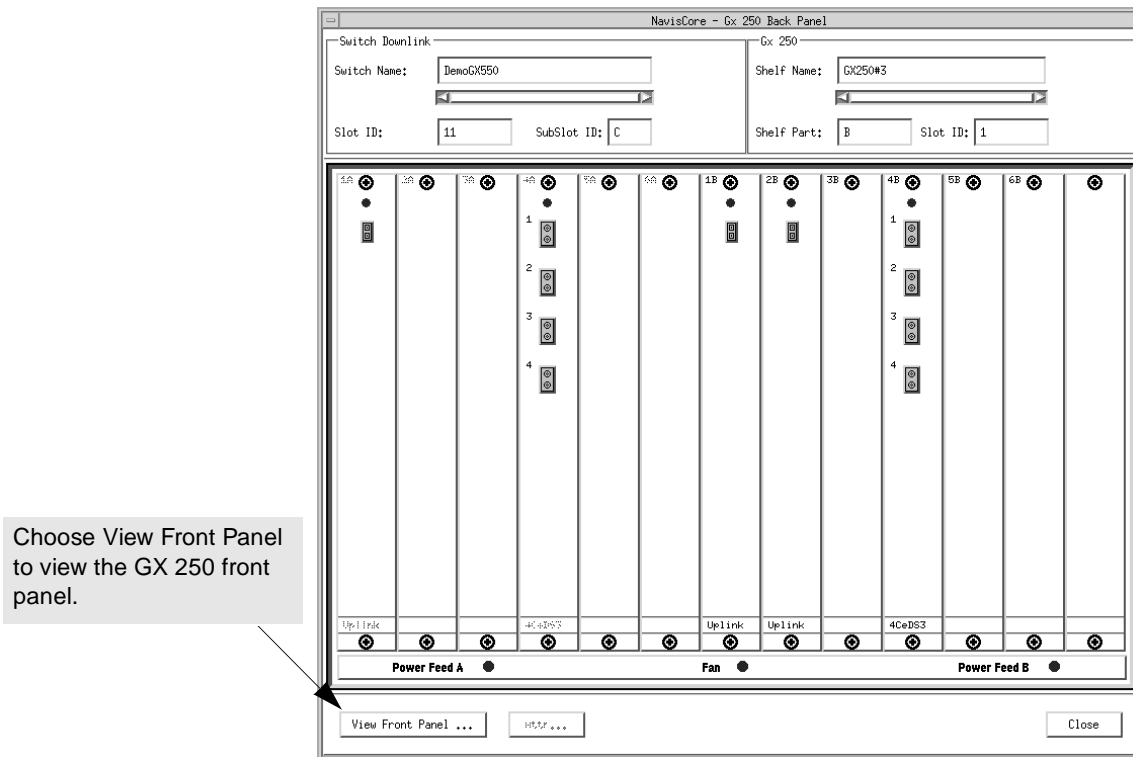 NavisCore - Gx 250 Back Panel
Switch Downlink
Switch Name: DemoGX550
Slot ID: 11 SubSlot ID: C
Gx 250
Shelf Name: GX250#3
Shelf Part: B Slot ID: 1
1A 2A 3A 4A 5A 6A 1B 2B 3B 4B 5B 6B
1 1
2 2
3 3
4 4
Uplink 4CeDS3 Uplink Uplink 4CeDS3
Power Feed A Fan Power Feed B
Choose View Front Panel
to view the GX 250 front
panel.
View Front Panel ... Attr... Close